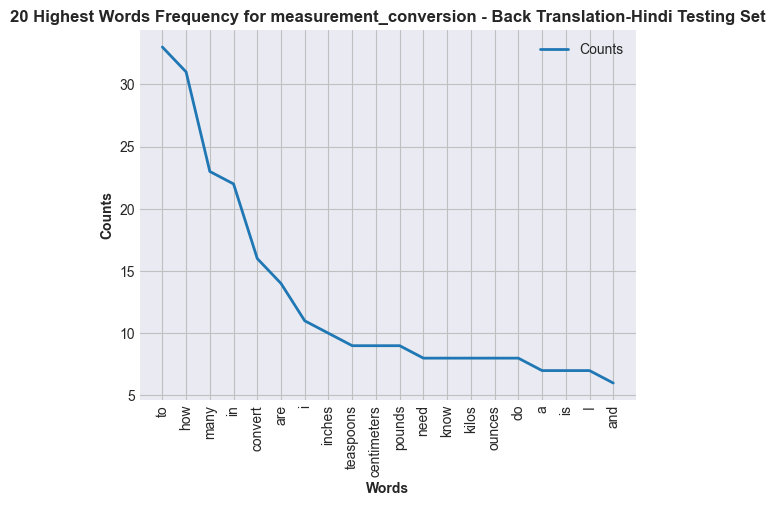 20 Highest Words Frequency for measurement_conversion - Back Translation-Hindi Testing Set
Counts
Counts
30
25
20
15
10
5
to
how
many
in
convert
are
i
inches
teaspoons
centimeters
pounds
need
know
kilos
ounces
do
a
is
I
and
Words